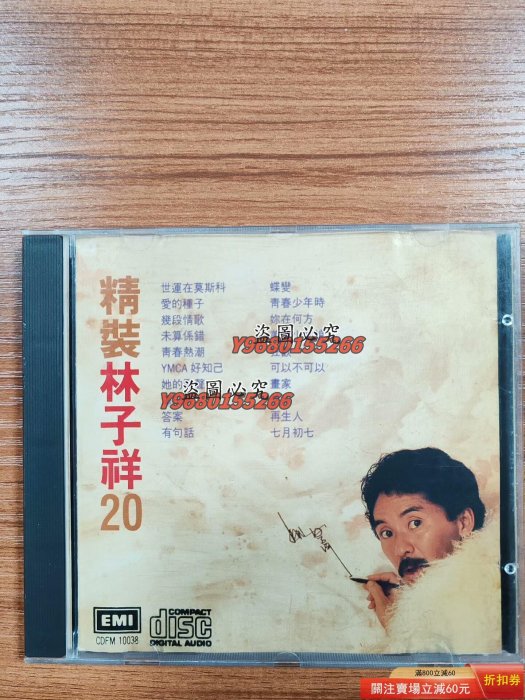 精裝林子祥20
世運在莫斯科
愛的種子
幾段情歌
未算係錯
青春熱潮
YMCA 好知己
她的
答案
有句話
蝶變
青春少年時
妳在何方
可以不可以
畫家
再生人
七月初七
盜圖必究
Y9680155266
盜圖必究
Y9680155266
EMI
CDFM 10038
COMPACT
disc
DIGITAL AUDIO
滿800立減60
關注賣場立減60元
折扣券